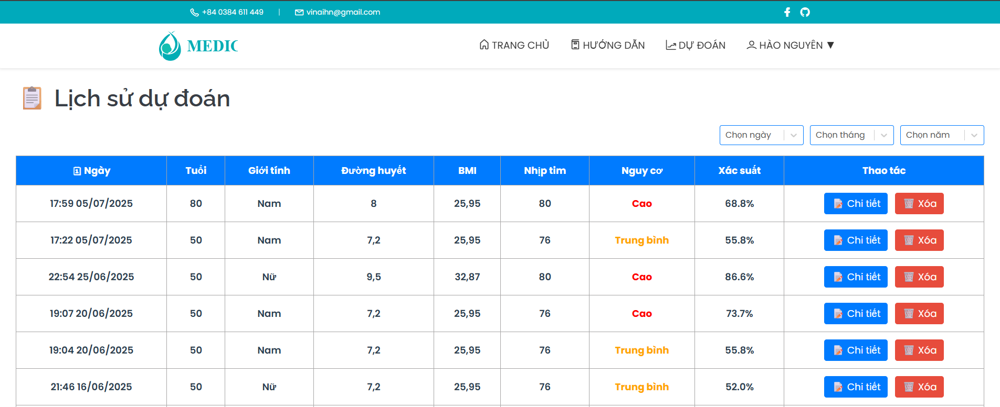 +84 0384 611 449 | vinaihn@gmail.com
MEDIC
TRANG CHỦ HƯỚNG DẪN DỰ ĐOÁN HÀO NGUYÊN ▼
Lịch sử dự đoán
Chọn ngày Chọn tháng Chọn năm
Ngày Tuổi Giới tính Đường huyết BMI Nhịp tim Nguy cơ Xác suất Thao tác
17:59 05/07/2025 80 Nam 8 25,95 80 Cao 68.8% Chi tiết Xóa
17:22 05/07/2025 50 Nam 7,2 25,95 76 Trung bình 55.8% Chi tiết Xóa
22:54 25/06/2025 50 Nữ 9,5 32,87 80 Cao 86.6% Chi tiết Xóa
19:07 20/06/2025 50 Nam 7,2 25,95 76 Cao 73.7% Chi tiết Xóa
19:04 20/06/2025 50 Nam 7,2 25,95 76 Trung bình 55.8% Chi tiết Xóa
21:46 16/06/2025 50 Nữ 7,2 25,95 76 Trung bình 52.0% Chi tiết Xóa